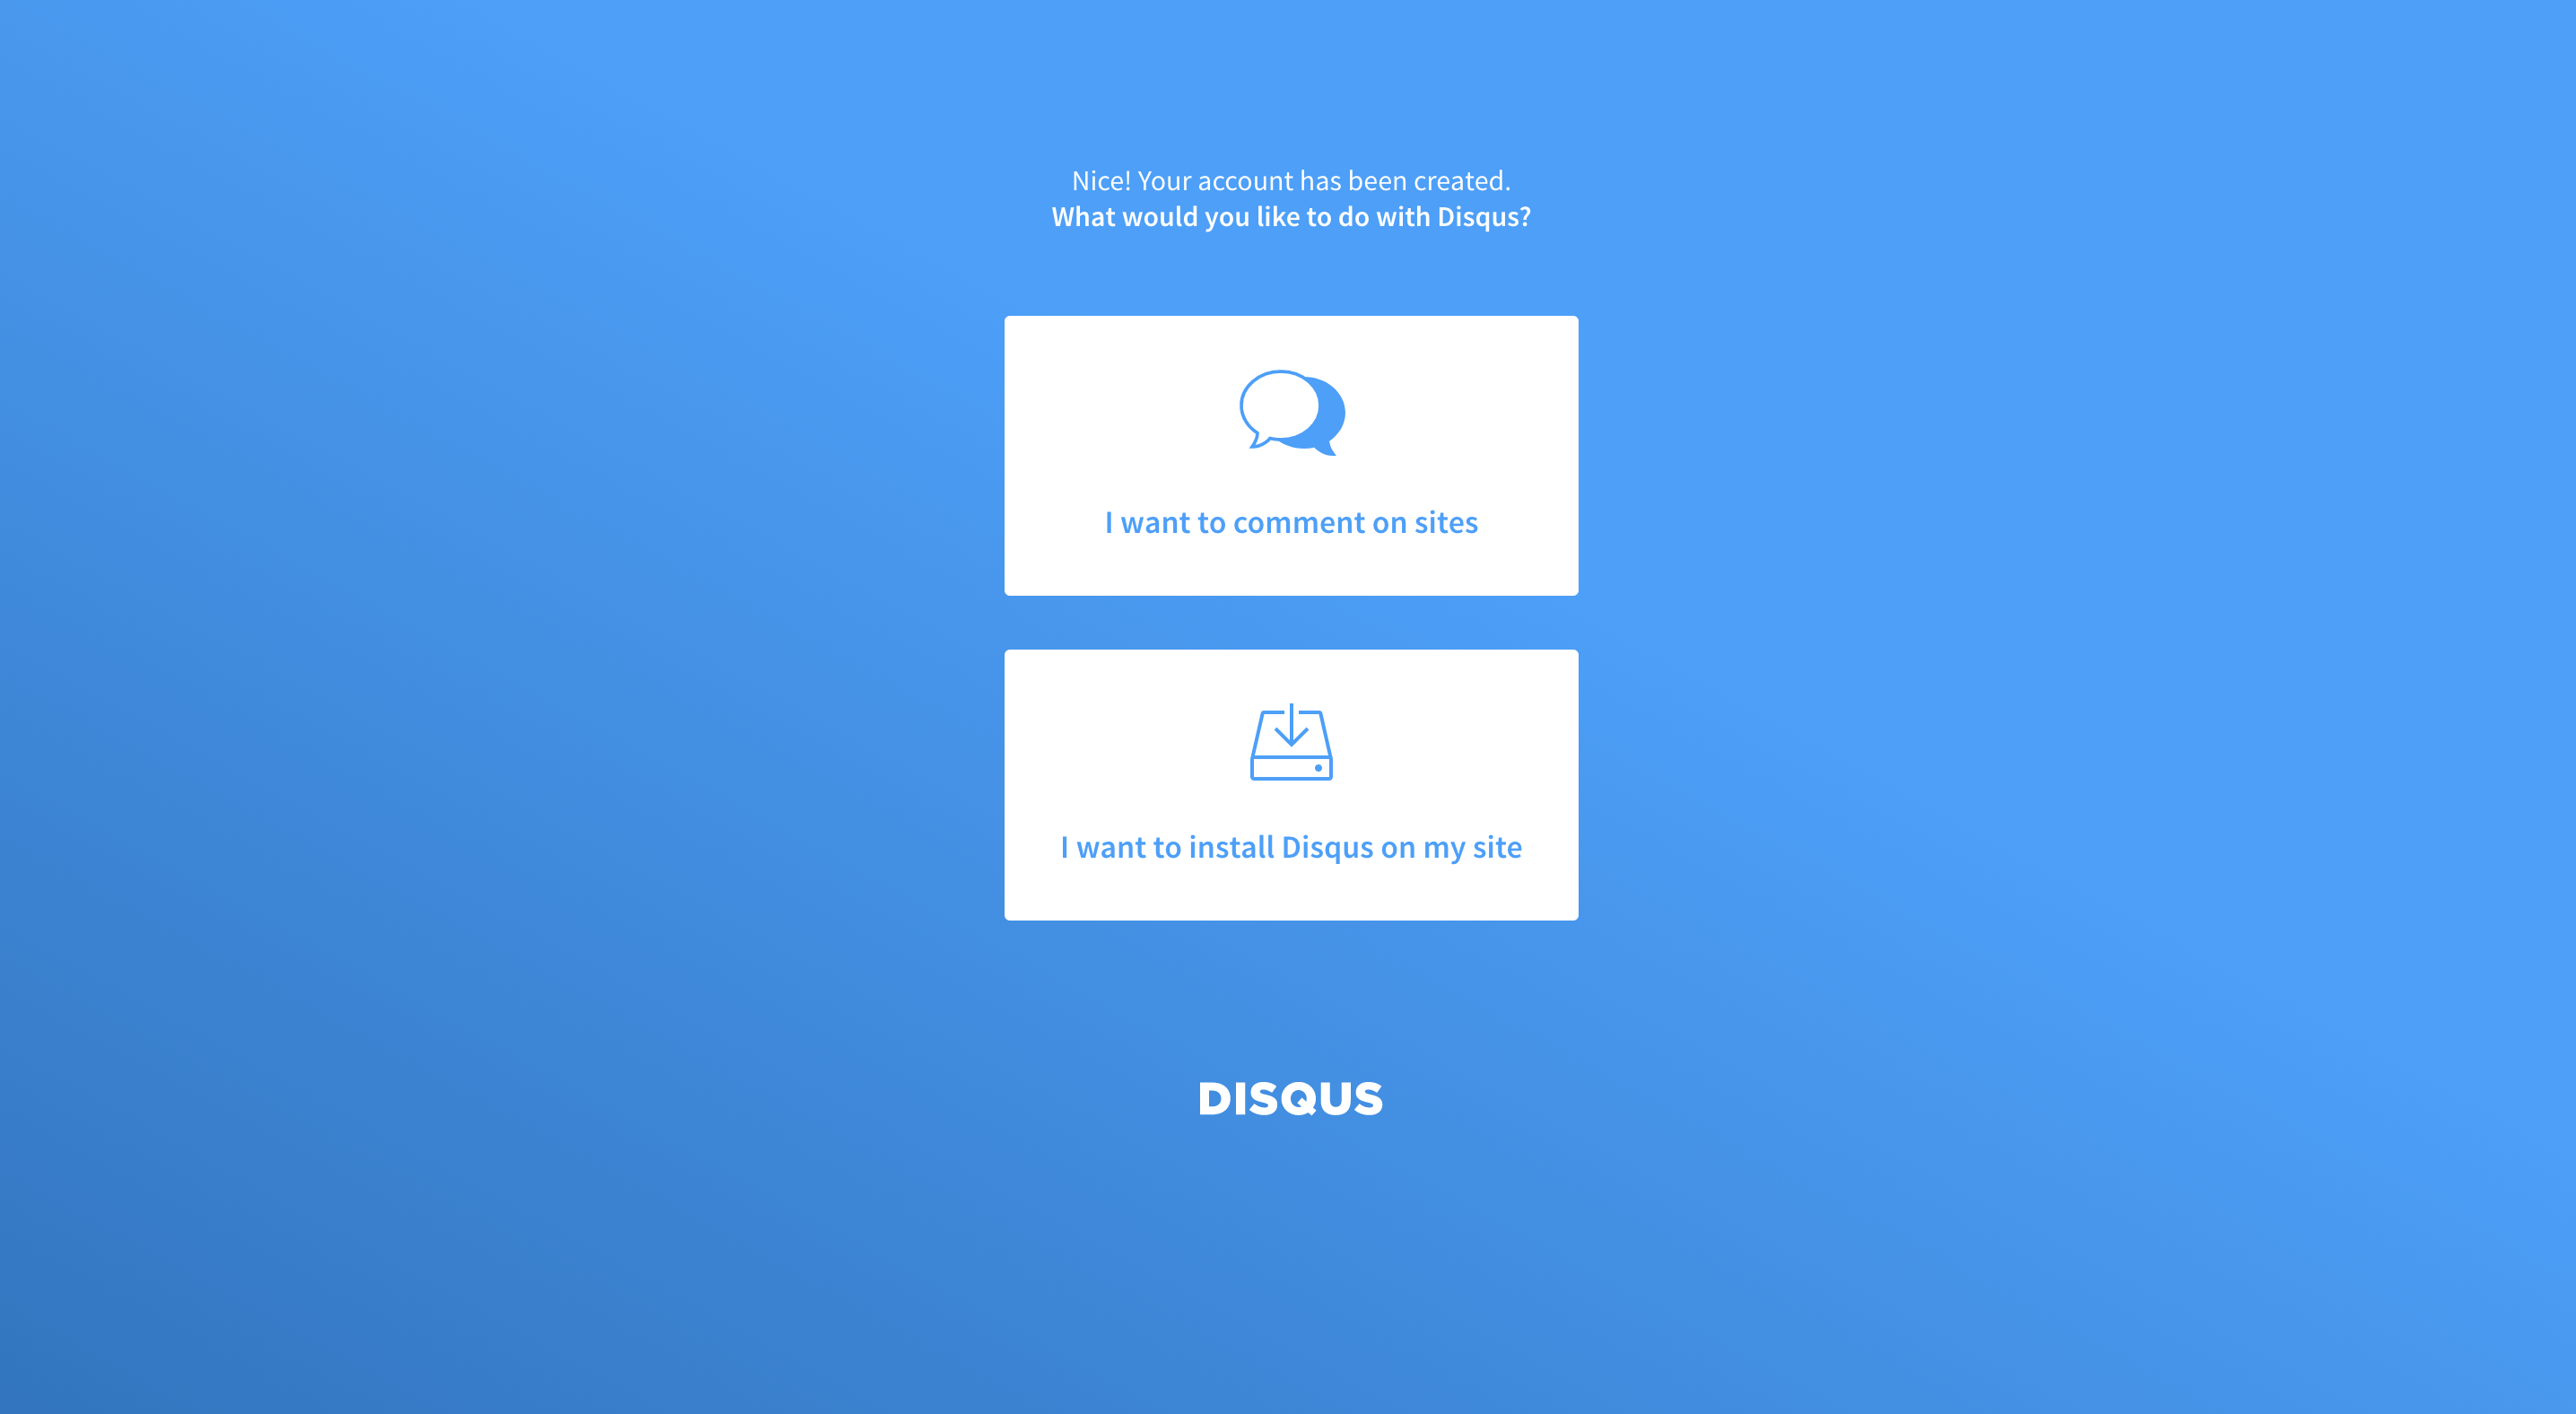 Nice! Your account has been created.
What would you like to do with Disqus?
I want to comment on sites
I want to install Disqus on my site
DISQUS